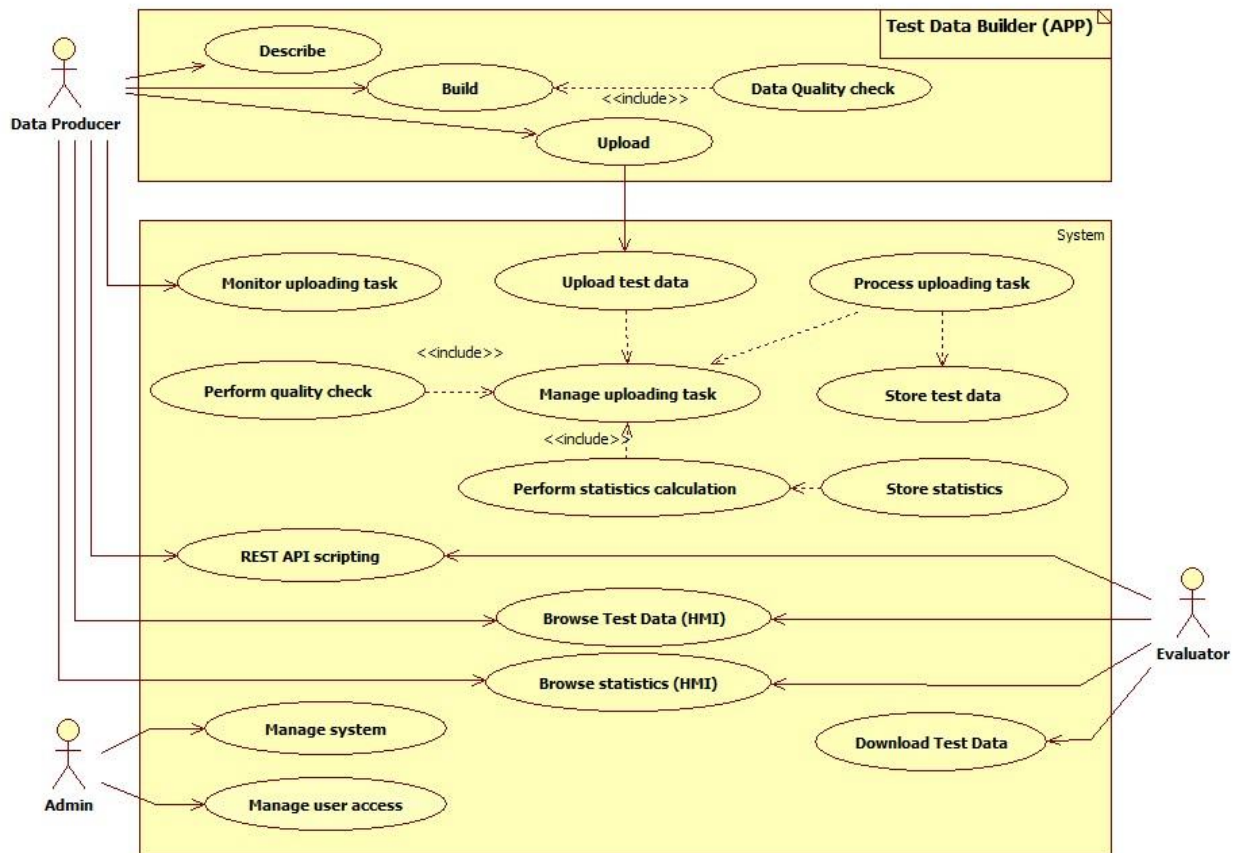 Test Data Builder (APP)
Describe
Build
<<include>>
Data Quality check
Data Producer
Upload
System
Monitor uploading task
Upload test data
Process uploading task
<<include>>
Perform quality check
Manage uploading task
Store test data
<<include>>
Perform statistics calculation
Store statistics
REST API scripting
Browse Test Data (HMI)
Evaluator
Browse statistics (HMI)
Manage system
Download Test Data
Admin
Manage user access